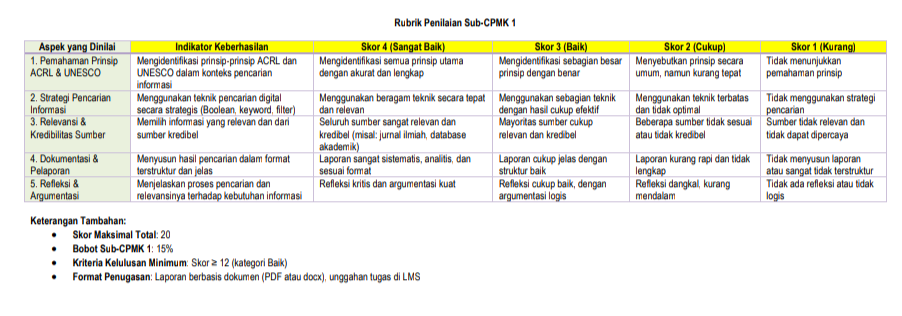 Rubrik Penilaian Sub-CPMK 1
Aspek yang Dinilai Indikator Keberhasilan Skor 4 (Sangat Baik) Skor 3 (Baik) Skor 2 (Cukup) Skor 1 (Kurang)
1. Pemahaman Prinsip ACRL & UNESCO
Mengidentifikasi prinsip-prinsip ACRL dan UNESCO dalam konteks pencarian informasi
Mengidentifikasi semua prinsip utama dengan akurat dan lengkap
Mengidentifikasi sebagian besar prinsip dengan benar
Menyebutkan prinsip secara umum, namun kurang tepat
Tidak menunjukkan pemahaman prinsip
2. Strategi Pencarian Informasi
Menggunakan teknik pencarian digital secara strategis (Boolean, keyword, filter)
Menggunakan beragam teknik secara tepat dan relevan
Menggunakan sebagian teknik dengan hasil cukup efektif
Menggunakan teknik terbatas dan tidak optimal
Tidak menggunakan strategi pencarian
3. Relevansi & Kredibilitas Sumber
Memilih informasi yang relevan dan dari sumber kredibel
Seluruh sumber sangat relevan dan kredibel (misal: jurnal ilmiah, database akademik)
Mayoritas sumber cukup relevan dan kredibel
Beberapa sumber tidak sesuai atau tidak kredibel
Sumber tidak relevan dan tidak dapat dipercaya
4. Dokumentasi & Pelaporan
Menyusun hasil pencarian dalam format terstruktur dan jelas
Laporan sangat sistematis, analitis, dan sesuai format
Laporan cukup jelas dengan struktur baik
Laporan kurang rapi dan tidak lengkap
Tidak menyusun laporan atau sangat tidak terstruktur
5. Refleksi & Argumentasi
Menjelaskan proses pencarian dan relevansinya terhadap kebutuhan informasi
Refleksi kritis dan argumentasi kuat
Refleksi cukup baik, dengan argumentasi logis
Refleksi dangkal, kurang mendalam
Tidak ada refleksi atau tidak logis
Keterangan Tambahan:
• Skor Maksimal Total: 20
• Bobot Sub-CPMK 1: 15%
• Kriteria Kelulusan Minimum: Skor ≥ 12 (kategori Baik)
• Format Penugasan: Laporan berbasis dokumen (PDF atau docx), unggahan tugas di LMS